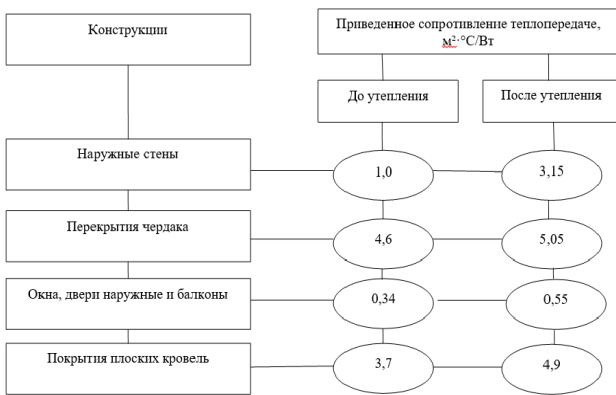 Конструкции
Приведенное сопротивление теплопередаче,
м²·°С/Вт
До утепления
После утепления
Наружные стены
1,0
3,15
Перекрытия чердака
4,6
5,05
Окна, двери наружные и балконы
0,34
0,55
Покрытия плоских кровель
3,7
4,9